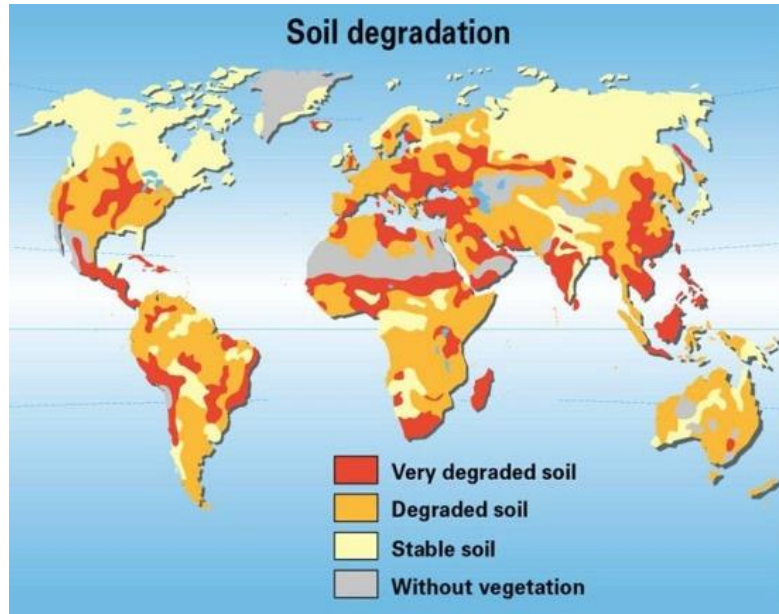 Soil degradation
Very degraded soil
Degraded soil
Stable soil
Without vegetation